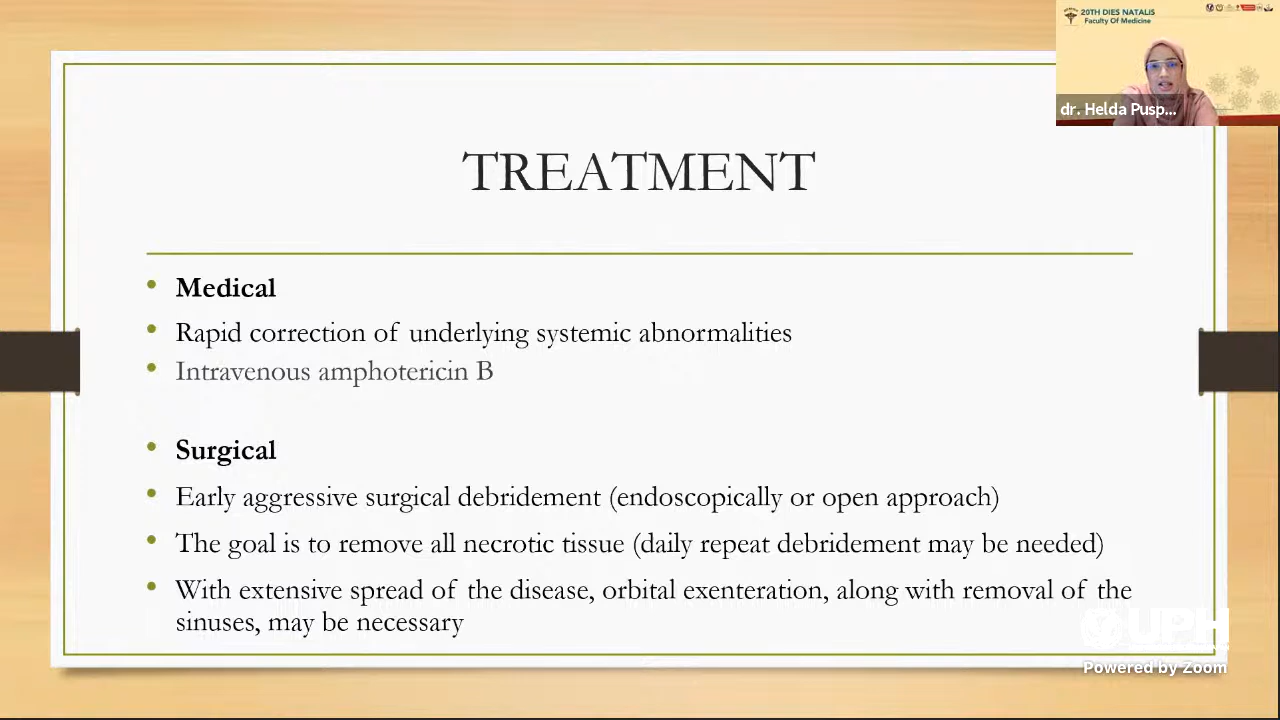 20TH DIES NATALIS
Faculty Of Medicine
dr. Helda Pusp...
TREATMENT
• Medical
• Rapid correction of underlying systemic abnormalities
• Intravenous amphotericin B
• Surgical
• Early aggressive surgical debridement (endoscopically or open approach)
• The goal is to remove all necrotic tissue (daily repeat debridement may be needed)
• With extensive spread of the disease, orbital exenteration, along with removal of the
sinuses, may be necessary
UPH
Powered by Zoom